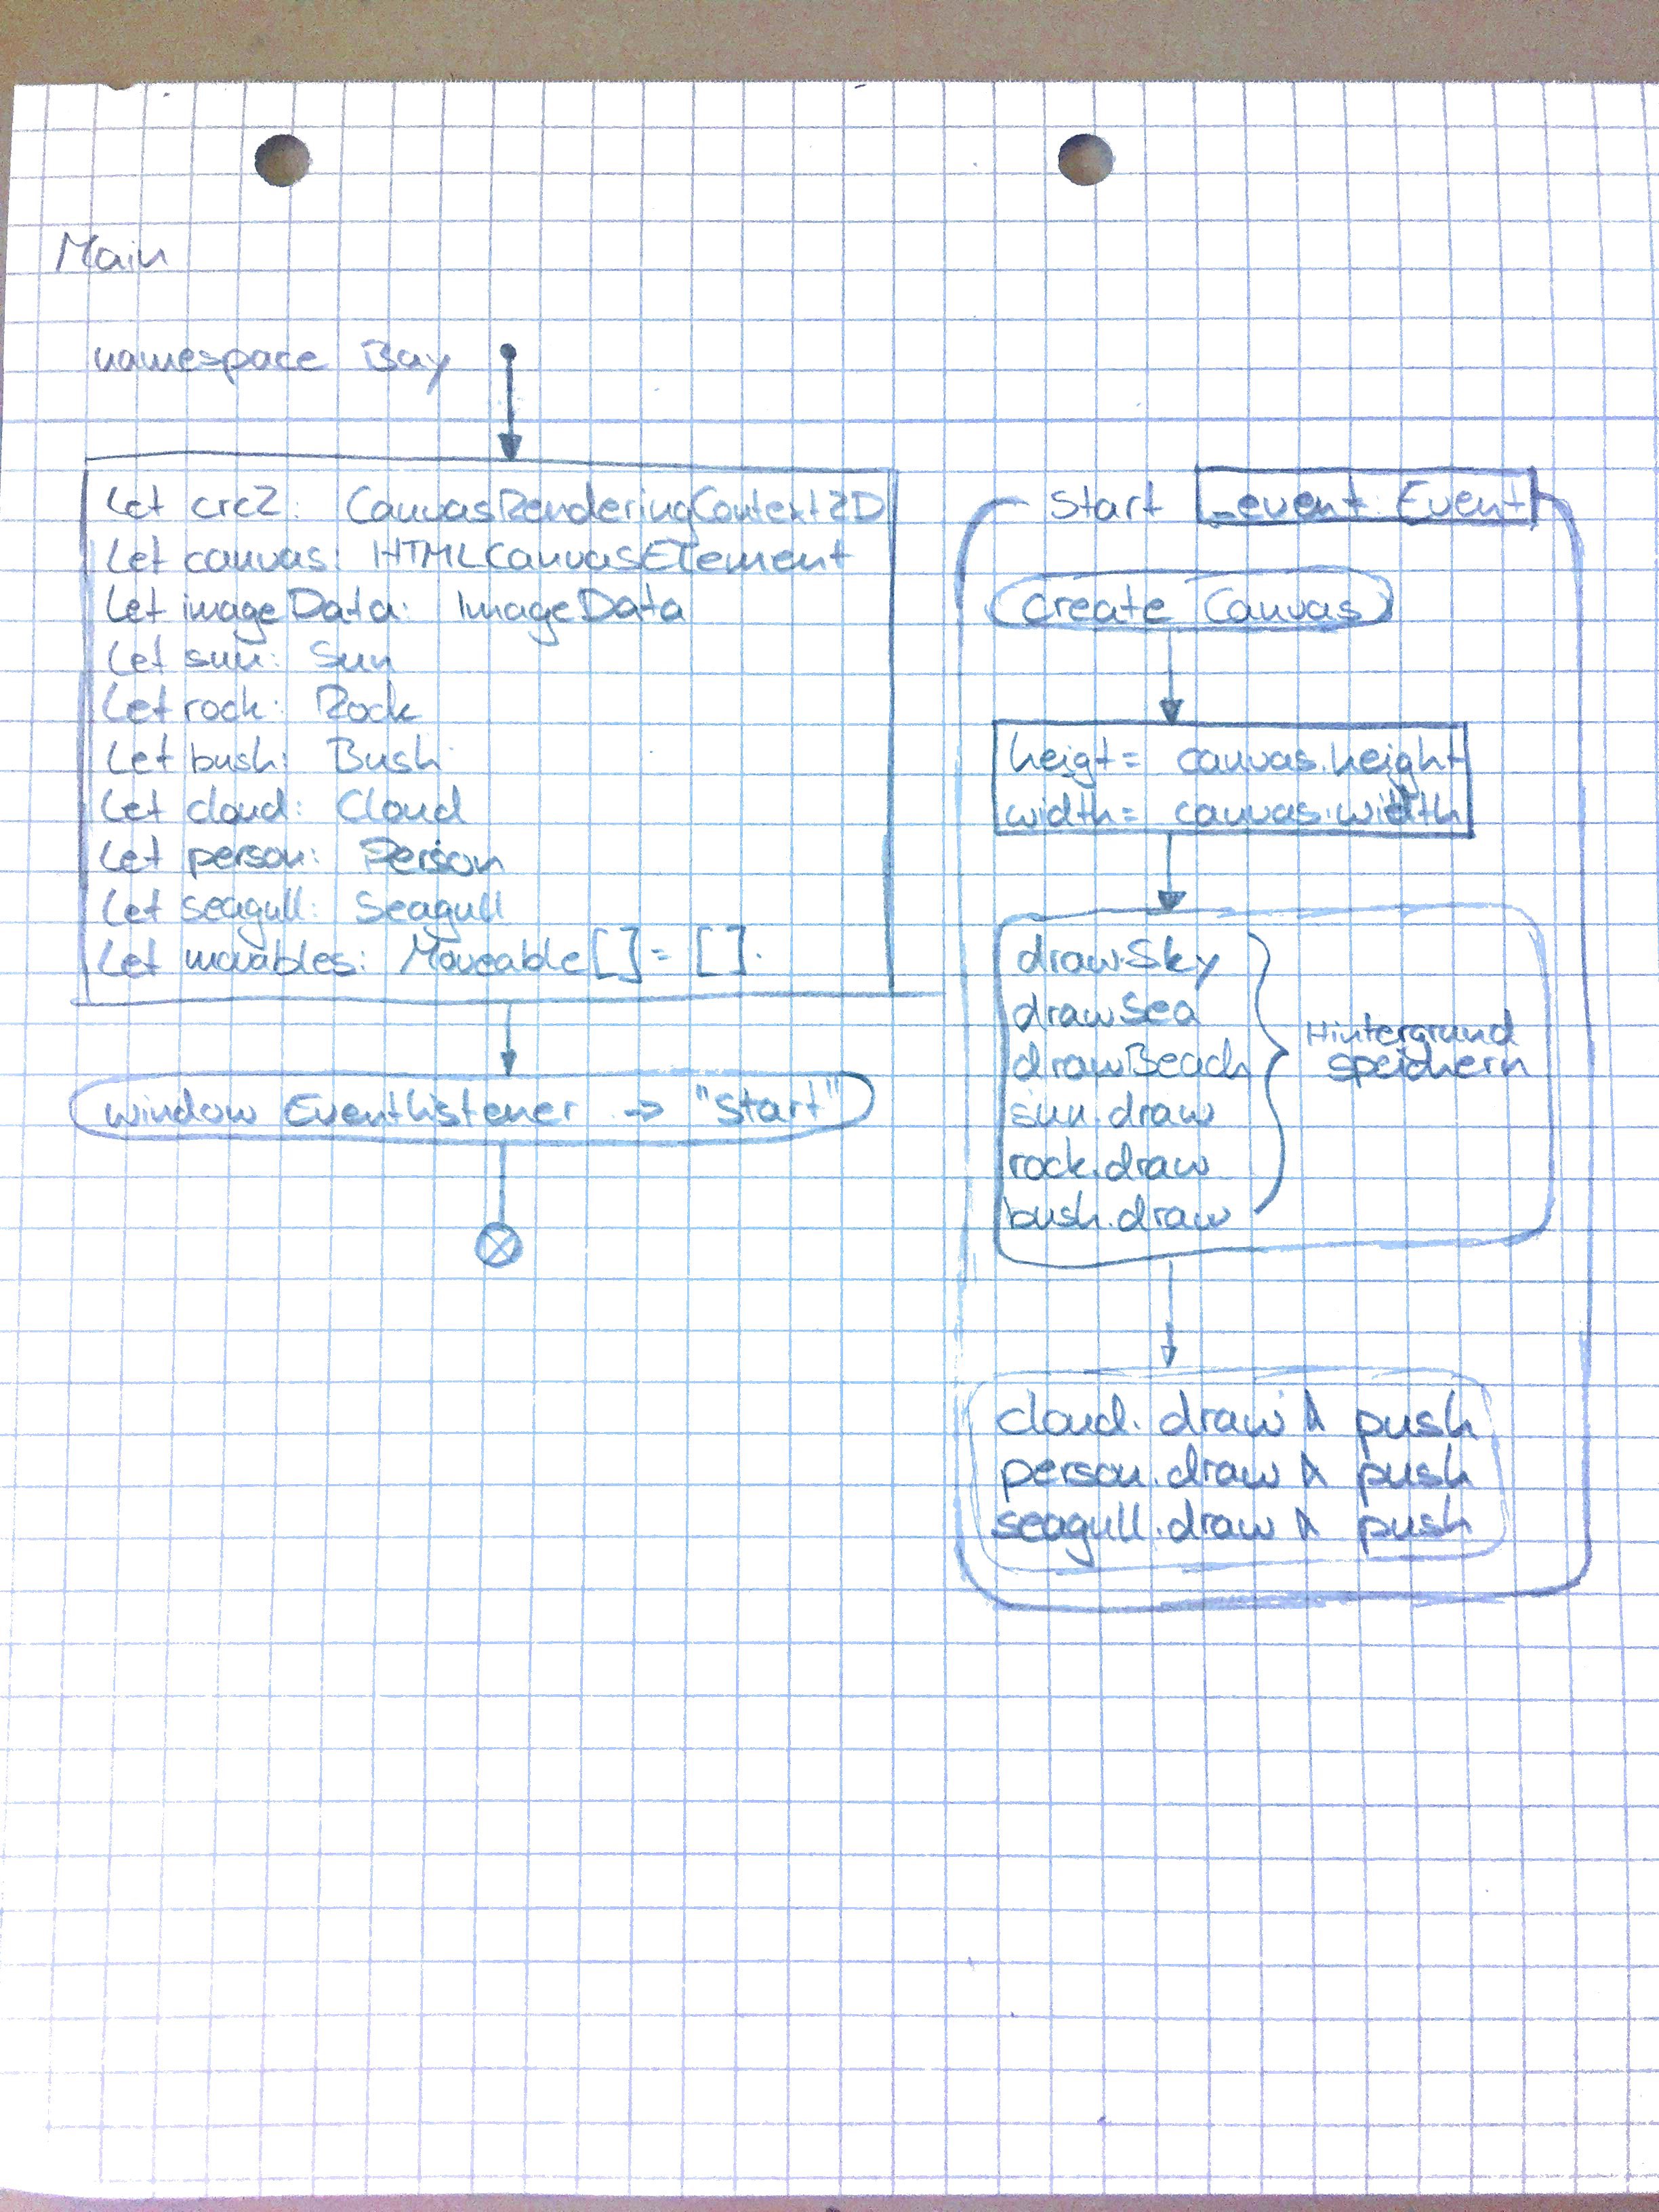 Main
namespace Bay
Let crc2: CanvasRenderingContext2D
Let canvas: HTMLCanvasElement
Let imageData: ImageData
Let sun: Sun
Let rock: Rock
Let bush: Bush
Let cloud: Cloud
Let person: Person
Let seagull: Seagull
Let movables: Moveable[] = [].
window EventListener -> "Start"
Start _event: Event
create Canvas
heigt= canvas.height
width= canvas.width
drawSky
drawSea
drawBeach
sun.draw
rock.draw
bush.draw
Hintergrund
speichern
cloud. draw & push
person. draw & push
seagull. draw & push